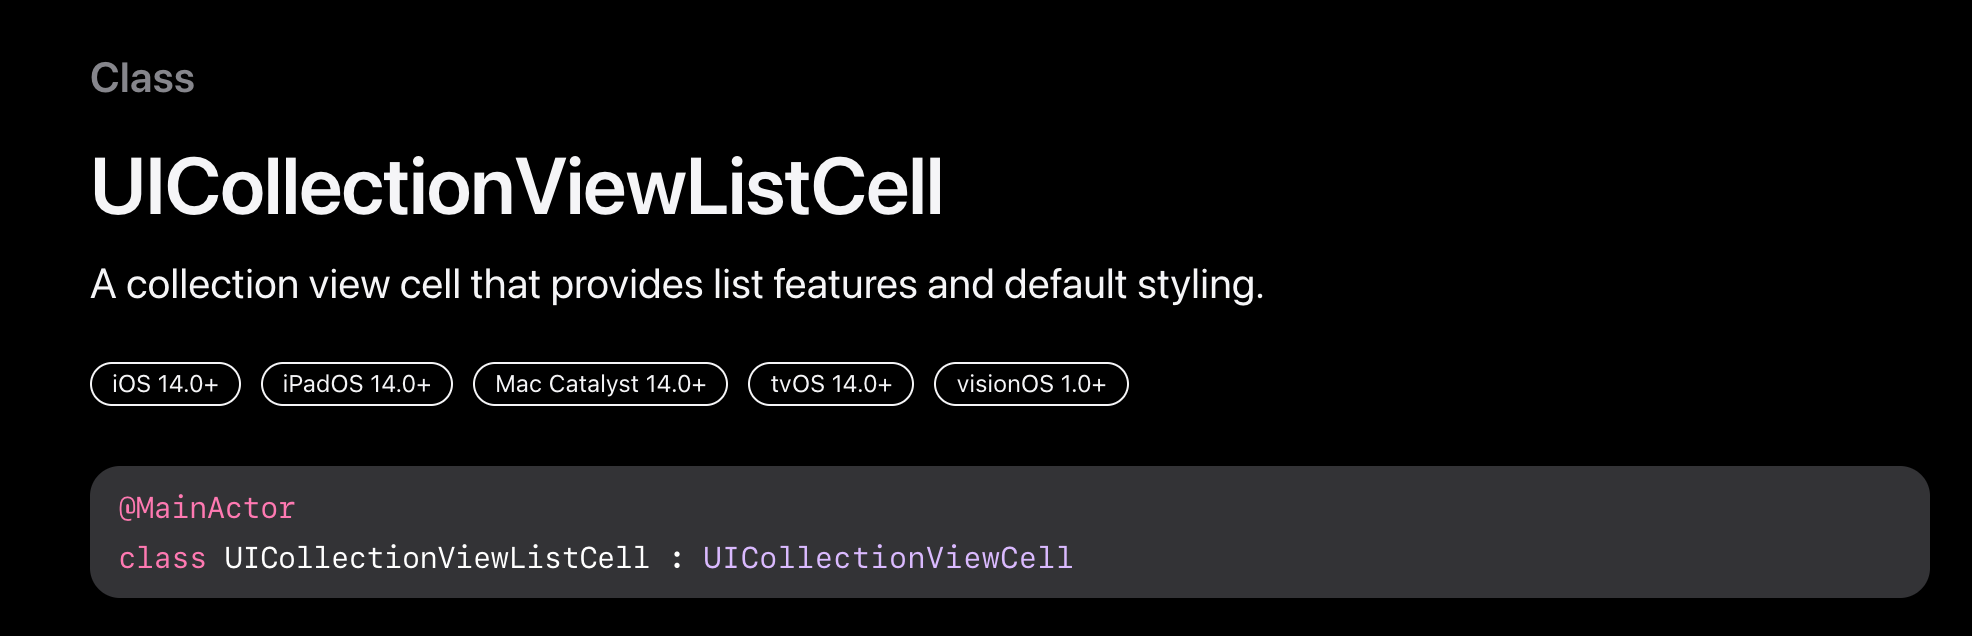 Class
UICollectionViewListCell
A collection view cell that provides list features and default styling.
iOS 14.0+ iPadOS 14.0+ Mac Catalyst 14.0+ tvOS 14.0+ visionOS 1.0+
@MainActor
class UICollectionViewListCell : UICollectionViewCell